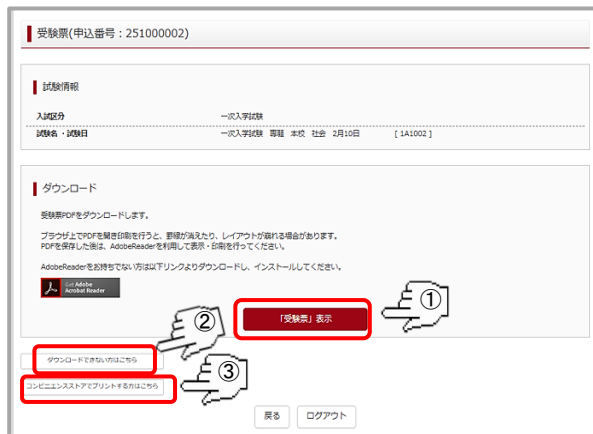 受験票(申込番号：251000002)
試験情報
入試区分 一次入学試験
試験名・試験日 一次入学試験 専願 本校 社会 2月10日 [ 1A1002 ]
ダウンロード
受験票PDFをダウンロードします。
ブラウザ上でPDFを開き印刷を行うと、罫線が消えたり、レイアウトが崩れる場合があります。
PDFを保存した後は、AdobeReaderを利用して表示・印刷を行ってください。
AdobeReaderをお持ちでない方は以下リンクよりダウンロードし、インストールしてください。
Get Adobe
Acrobat Reader
①
「受験票」表示
②
ダウンロードできない方はこちら
③
コンビニエンスストアでプリントする方はこちら
戻る ログアウト